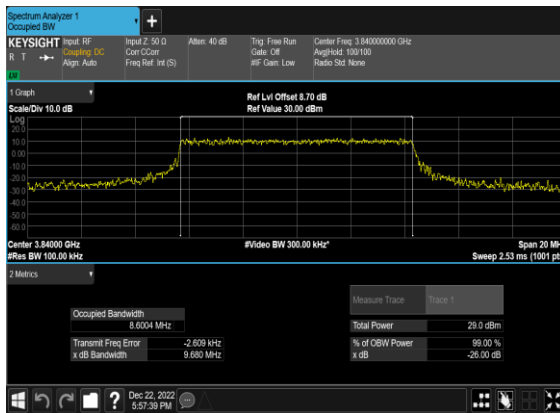 Spectrum Analyzer 1
Occupied BW
KEYSIGHT Input: RF Input Z: 50 Ω Atten: 40 dB Trig: Free Run Center Freq: 3.840000000 GHz
R T Coupling: DC Corr CCorr Gate: Off Avg|Hold: 100/100
Align: Auto Freq Ref: Int (S) #IF Gain: Low Radio Std: None
1 Graph
Ref Lvl Offset 8.70 dB
Scale/Div 10.0 dB Ref Value 30.00 dBm
Log
20.0
10.0
0.00
-10.0
-20.0
-30.0
-40.0
-50.0
-60.0
Center 3.84000 GHz #Video BW 300.00 kHz* Span 20 MH
#Res BW 100.00 kHz Sweep 2.53 ms (1001 pt
2 Metrics
Measure Trace Trace 1
Occupied Bandwidth
8.6004 MHz Total Power 29.0 dBm
Transmit Freq Error -2.609 kHz % of OBW Power 99.00 %
x dB Bandwidth 9.680 MHz x dB -26.00 dB
? Dec 22, 2022
5:57:39 PM